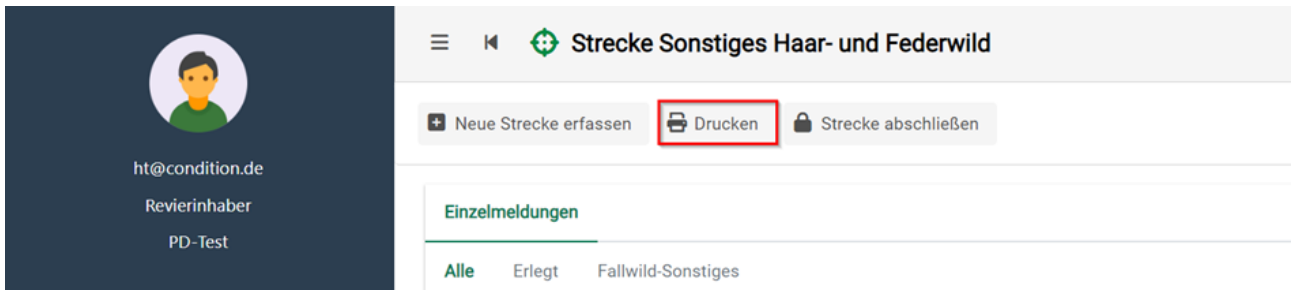 Strecke Sonstiges Haar- und Federwild
Neue Strecke erfassen Drucken Strecke abschließen
ht@condition.de
Revierinhaber
PD-Test
Einzelmeldungen
Alle Erlegt Fallwild-Sonstiges